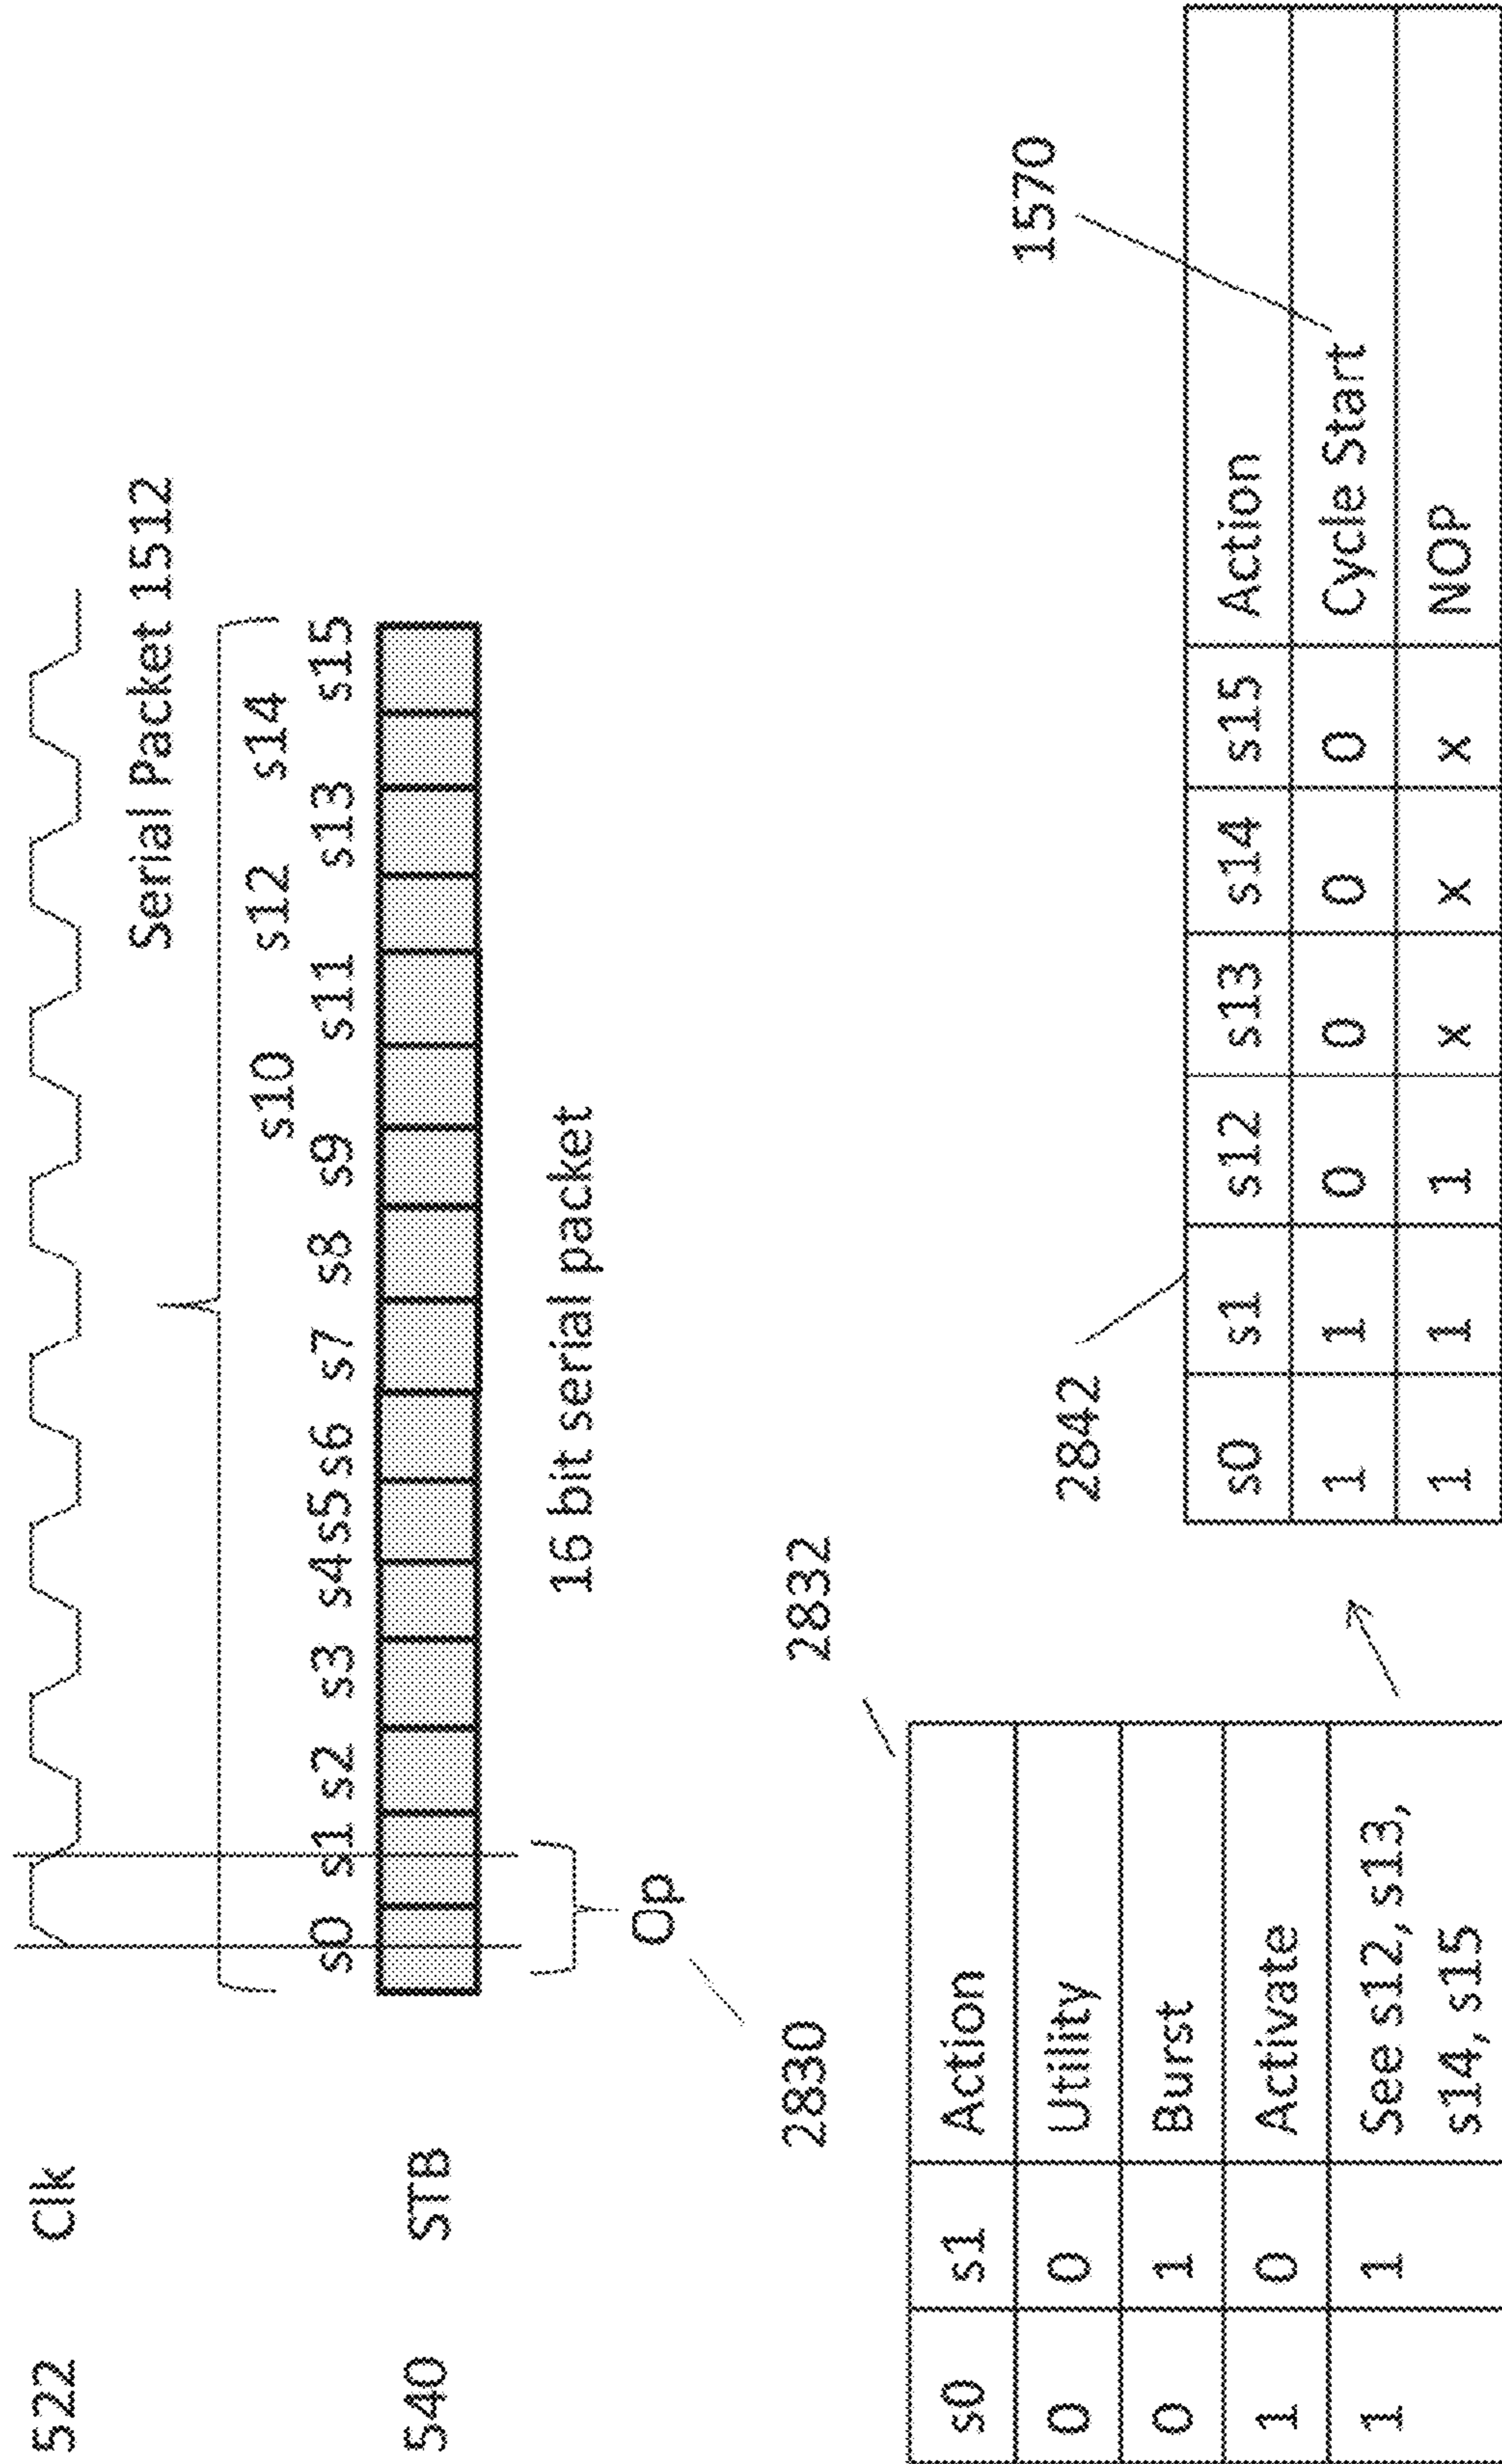 522 Clk
Serial Packet 1512
s10 s12 s14
s0 s1 s2 s3 s4 s5 s6 s7 s8 s9 s11 s13 s15
540 STB
16 bit serial packet
Op
2830
2832
s0 s1 Action
0 0 Utility
0 1 Burst
1 0 Activate
1 1 See s12, s13,
s14, s15
2842
1570
s0 s1 s12 s13 s14 s15 Action
1 1 0 0 0 0 Cycle Start
1 1 1 x x x NOP